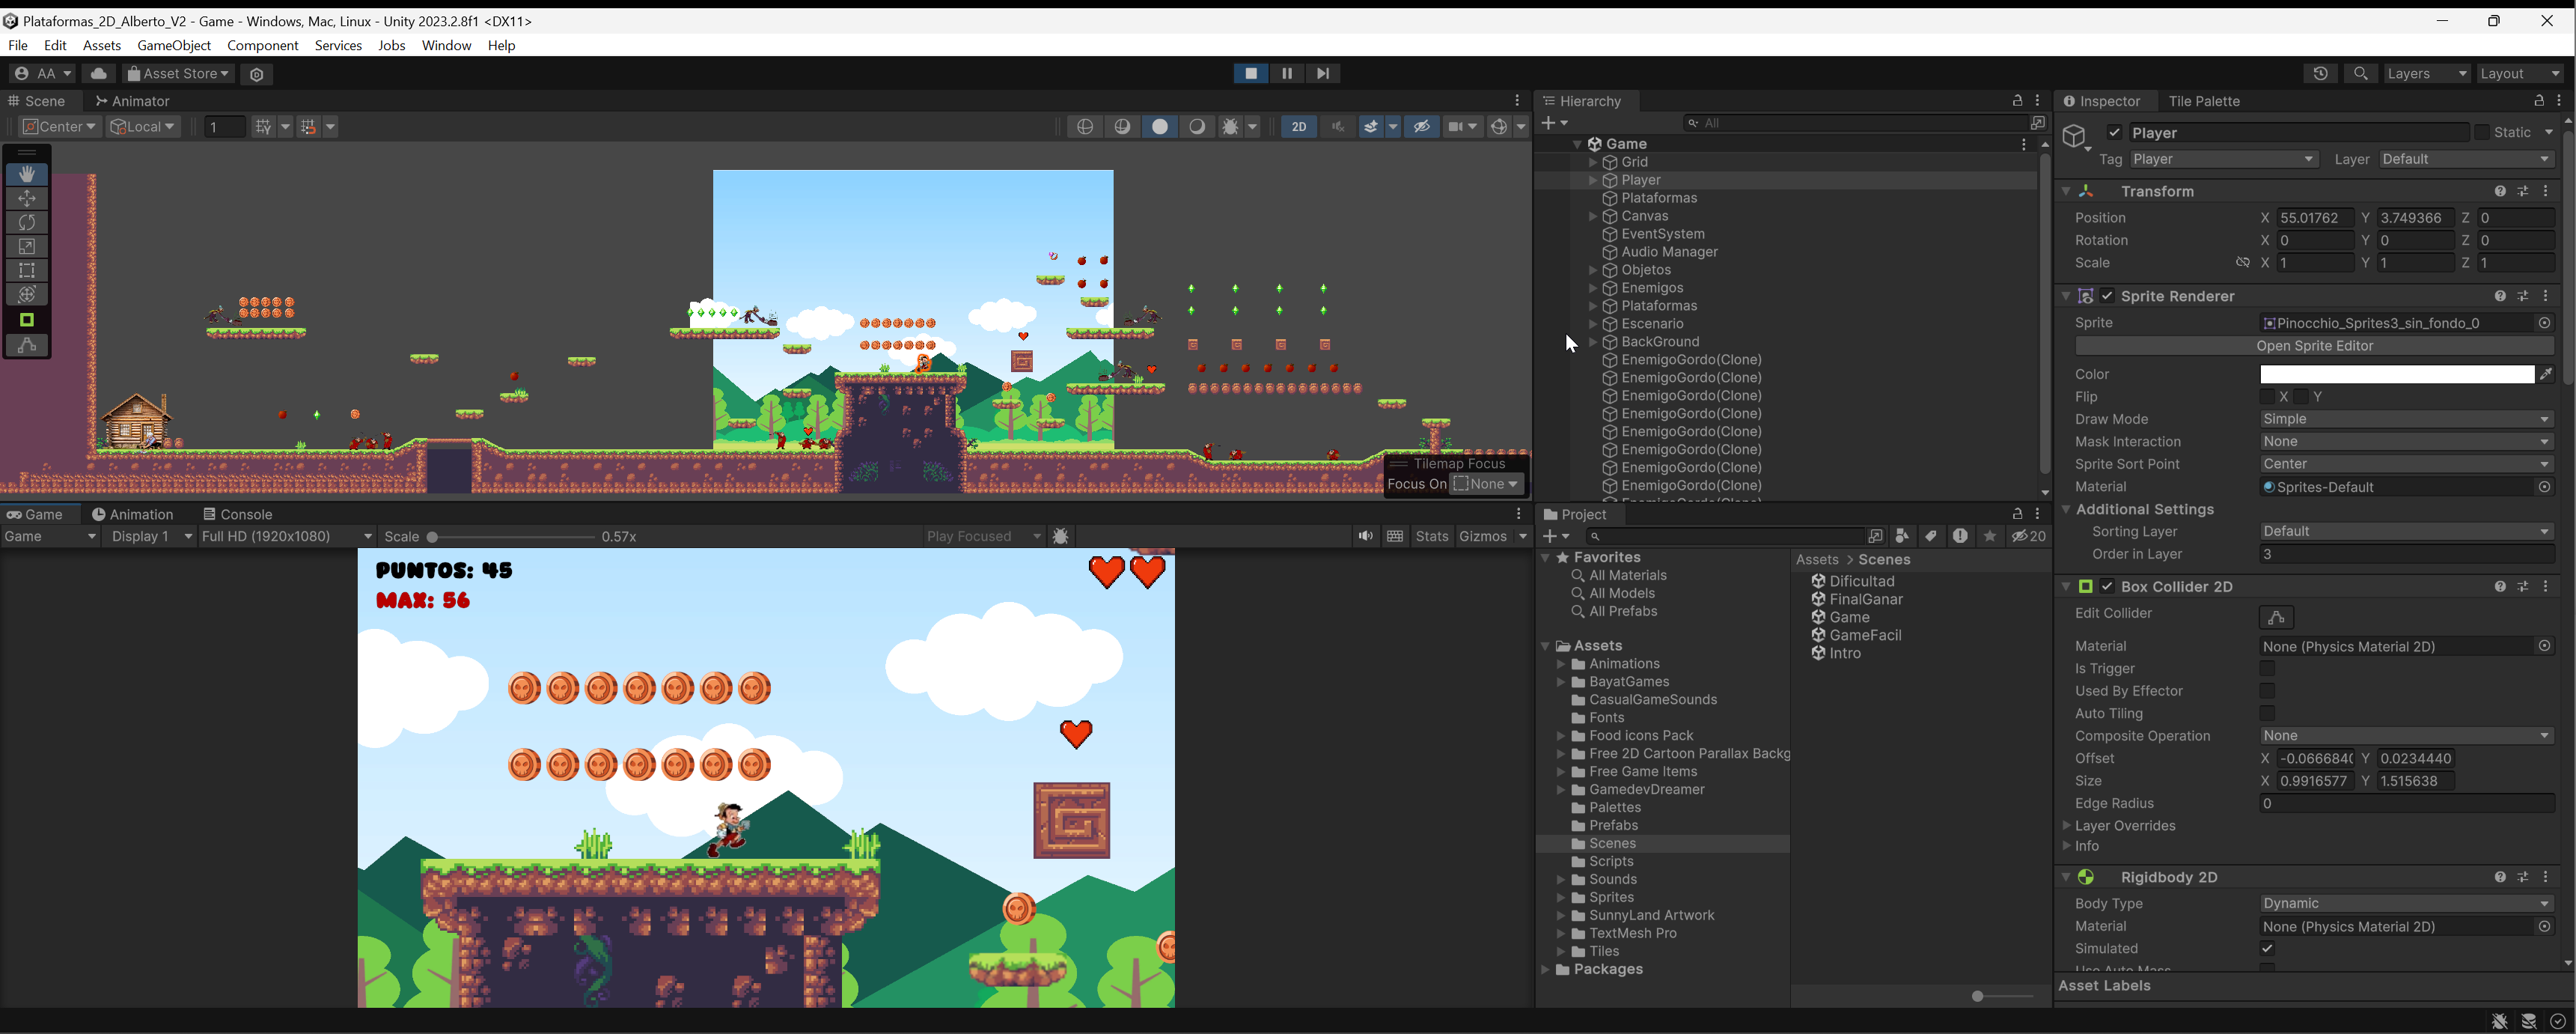 Plataformas_2D_Alberto_V2 - Game - Windows, Mac, Linux - Unity 2023.2.8f1 <DX11>
File Edit Assets GameObject Component Services Jobs Window Help
AA Asset Store Layers Layout
Scene Animator
Center Local 1 2D
Tilemap Focus
Focus On None
Hierarchy
All
Game
Grid
Player
Plataformas
Canvas
EventSystem
Audio Manager
Objetos
Enemigos
Plataformas
Escenario
BackGround
EnemigoGordo(Clone)
EnemigoGordo(Clone)
EnemigoGordo(Clone)
EnemigoGordo(Clone)
EnemigoGordo(Clone)
EnemigoGordo(Clone)
EnemigoGordo(Clone)
EnemigoGordo(Clone)
Game Animation Console
Game Display 1 Full HD (1920x1080) Scale 0.57x Play Focused Stats Gizmos
PUNTOS: 45
MAX: 56
Project
20
Favorites
All Materials
All Models
All Prefabs
Assets
Animations
BayatGames
CasualGameSounds
Fonts
Food icons Pack
Free 2D Cartoon Parallax Backg
Free Game Items
GamedevDreamer
Palettes
Prefabs
Scenes
Scripts
Sounds
Sprites
SunnyLand Artwork
TextMesh Pro
Tiles
Packages
Assets > Scenes
Dificultad
FinalGanar
Game
GameFacil
Intro
Inspector Tile Palette
Player Static
Tag Player Layer Default
Transform
Position X 55.01762 Y 3.749366 Z 0
Rotation X 0 Y 0 Z 0
Scale X 1 Y 1 Z 1
Sprite Renderer
Sprite Pinocchio_Sprites3_sin_fondo_0
Open Sprite Editor
Color
Flip X Y
Draw Mode Simple
Mask Interaction None
Sprite Sort Point Center
Material Sprites-Default
Additional Settings
Sorting Layer Default
Order in Layer 3
Box Collider 2D
Edit Collider
Material None (Physics Material 2D)
Is Trigger
Used By Effector
Auto Tiling
Composite Operation None
Offset X -0.0666840 Y 0.0234440
Size X 0.9916577 Y 1.515638
Edge Radius 0
Layer Overrides
Info
Rigidbody 2D
Body Type Dynamic
Material None (Physics Material 2D)
Simulated
Use Auto Mass
Asset Labels